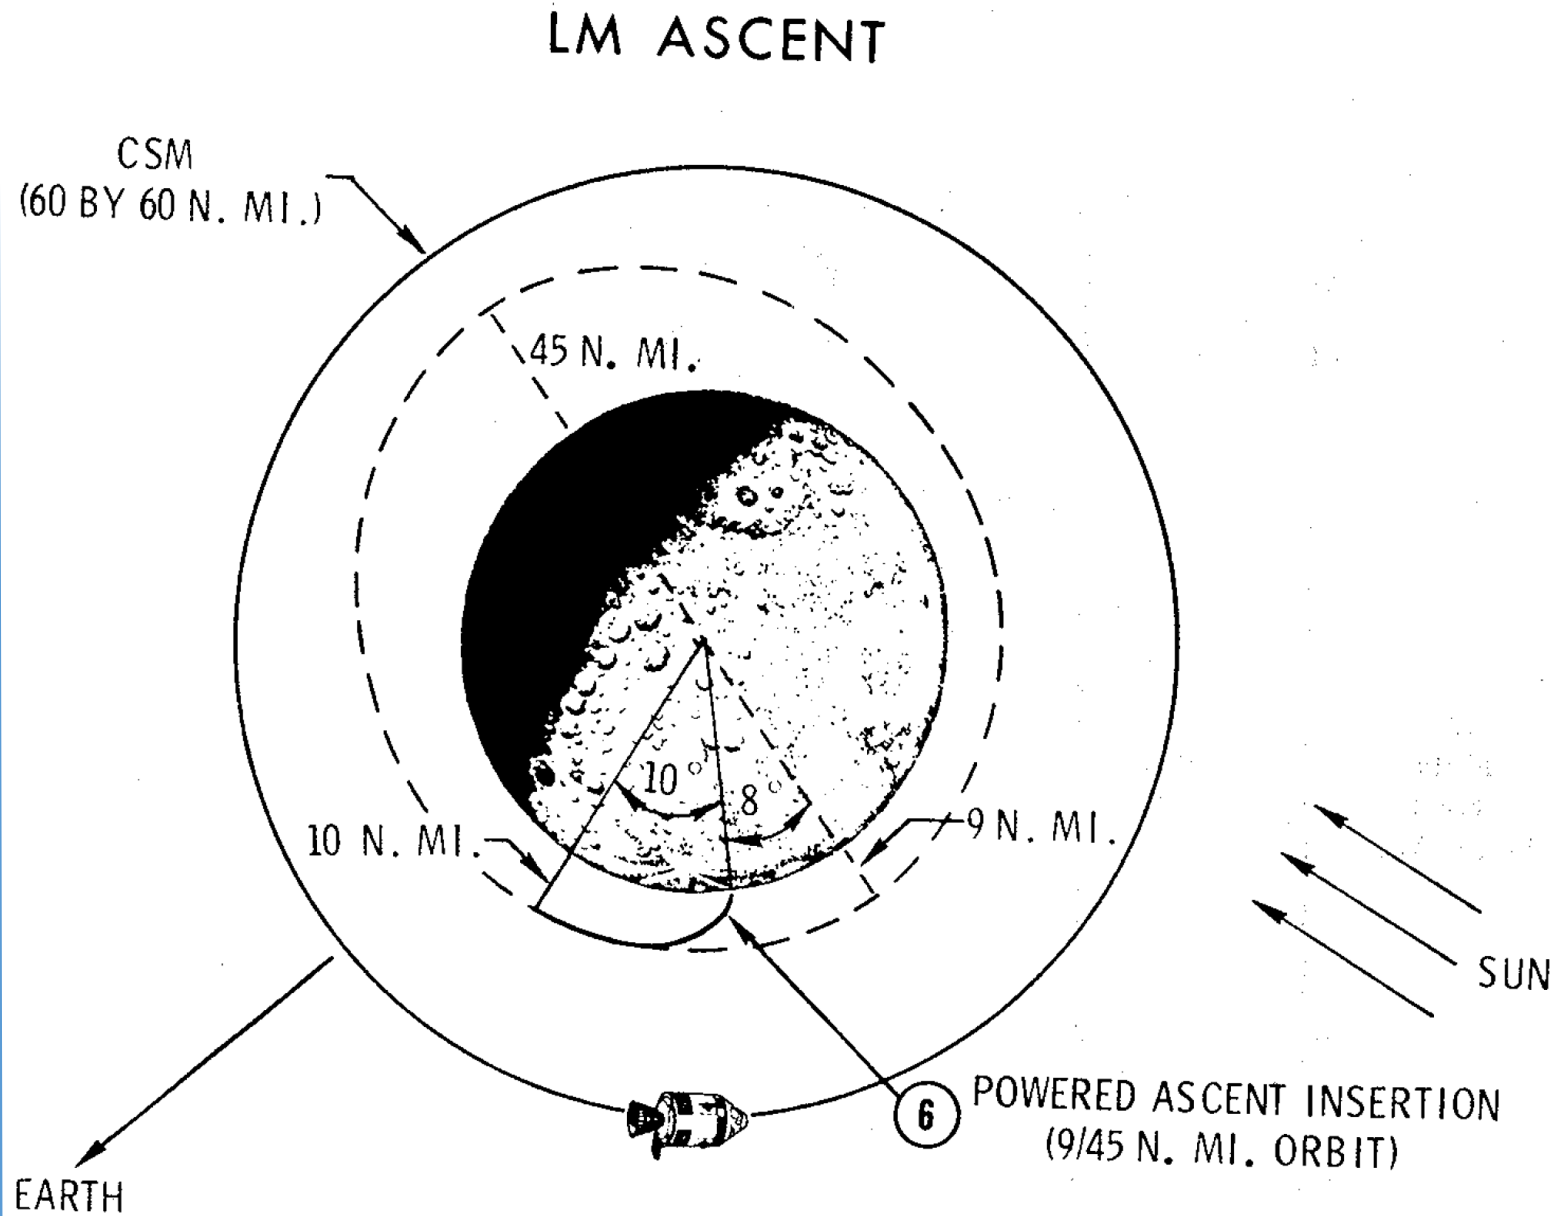 LM ASCENT
CSM
(60 BY 60 N. MI.)
45 N. MI.
10°
8°
10 N. MI.
9 N. MI.
SUN
6
POWERED ASCENT INSERTION
(9/45 N. MI. ORBIT)
EARTH